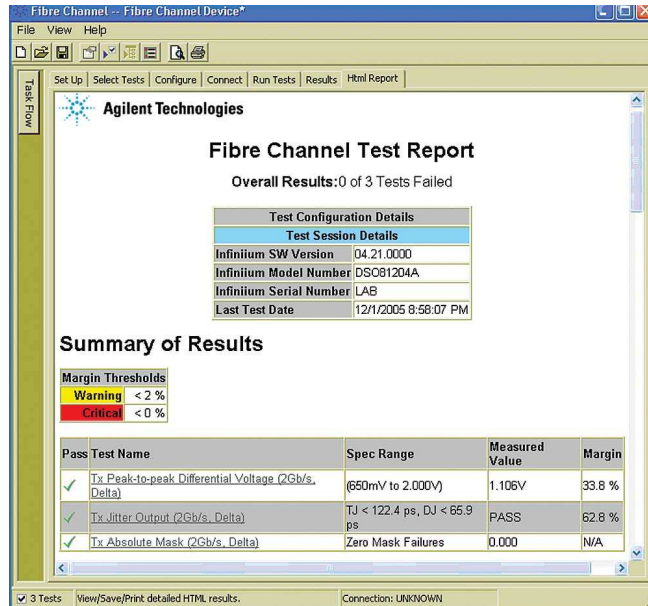 Fibre Channel -- Fibre Channel Device*
File View Help
Task Flow
Set Up Select Tests Configure Connect Run Tests Results Html Report
Agilent Technologies
Fibre Channel Test Report
Overall Results:0 of 3 Tests Failed
Test Configuration Details
Test Session Details
Infiniium SW Version 04.21.0000
Infiniium Model Number DSO81204A
Infiniium Serial Number LAB
Last Test Date 12/1/2005 8:58:07 PM
Summary of Results
Margin Thresholds
Warning < 2 %
Critical < 0 %
Pass Test Name Spec Range Measured Value Margin
Tx Peak-to-peak Differential Voltage (2Gb/s, Delta) (650mV to 2.000V) 1.106V 33.8 %
Tx Jitter Output (2Gb/s, Delta) TJ < 122.4 ps, DJ < 65.9 ps PASS 62.8 %
Tx Absolute Mask (2Gb/s, Delta) Zero Mask Failures 0.000 N/A
3 Tests View/Save/Print detailed HTML results. Connection: UNKNOWN